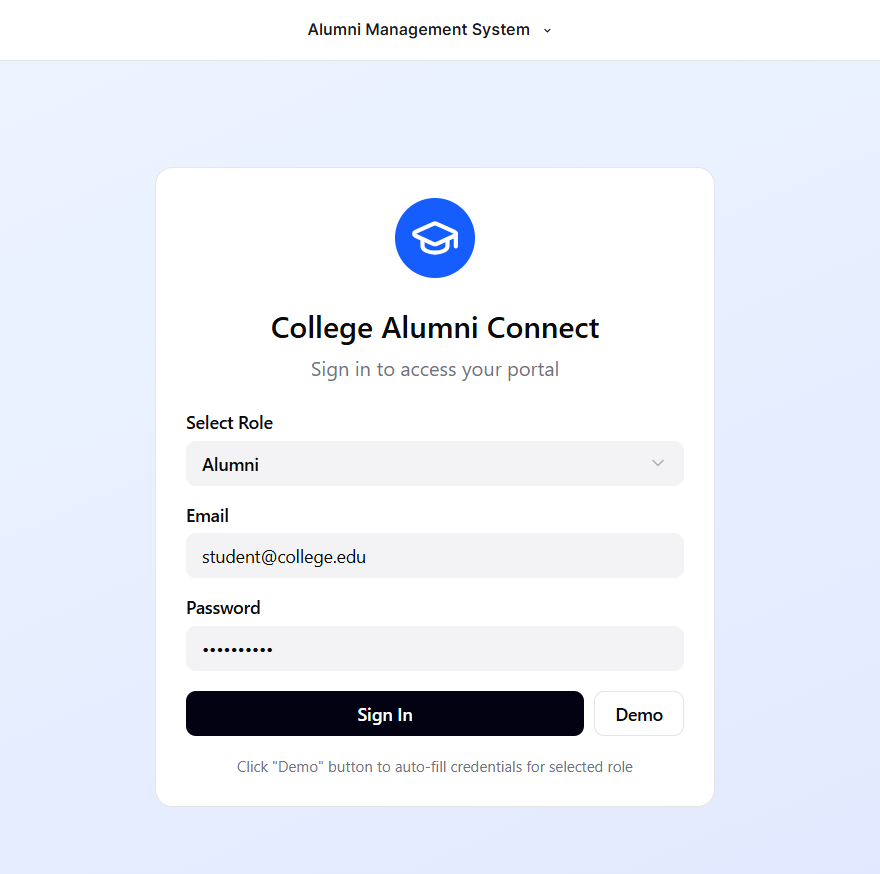 Alumni Management System
College Alumni Connect
Sign in to access your portal
Select Role
Alumni
Email
student@college.edu
Password
••••••••••
Sign In
Demo
Click "Demo" button to auto-fill credentials for selected role